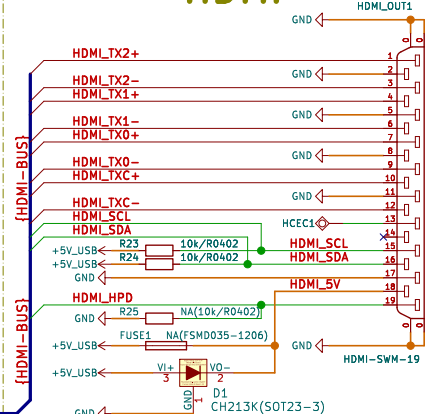 HDMI
HDMI_OUT1
GND
HDMI_TX2+ 1
GND 2
HDMI_TX2- 3
HDMI_TX1+ 4
GND 5
HDMI_TX1- 6
HDMI_TX0+ 7
GND 8
HDMI_TX0- 9
HDMI_TXC+ 10
GND 11
HDMI_TXC- 12
{HDMI-BUS}
HDMI_SCL HCEC1 13
HDMI_SDA 14
+5V_USB R23 10k/R0402 HDMI_SCL 15
+5V_USB R24 10k/R0402 HDMI_SDA 16
GND 17
HDMI_5V 18
HDMI_HPD 19
GND R25 NA(10k/R0402)
{HDMI-BUS}
FUSE1 NA(FSMD035-1206)
+5V_USB GND
HDMI-SWM-19
VI+ VO-
+5V_USB 3 2
GND 1
D1
CH213K(SOT23-3)
GND